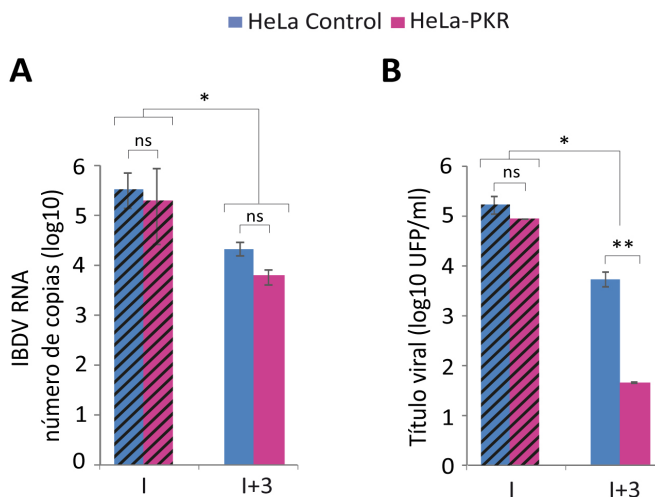 HeLa Control HeLa-PKR
A
*
ns
ns
IBDV RNA
número de copias (log10)
6
5
4
3
2
1
0
I
I+3
B
*
ns
**
Título viral (log10 UFP/ml)
6
5
4
3
2
1
0
I
I+3